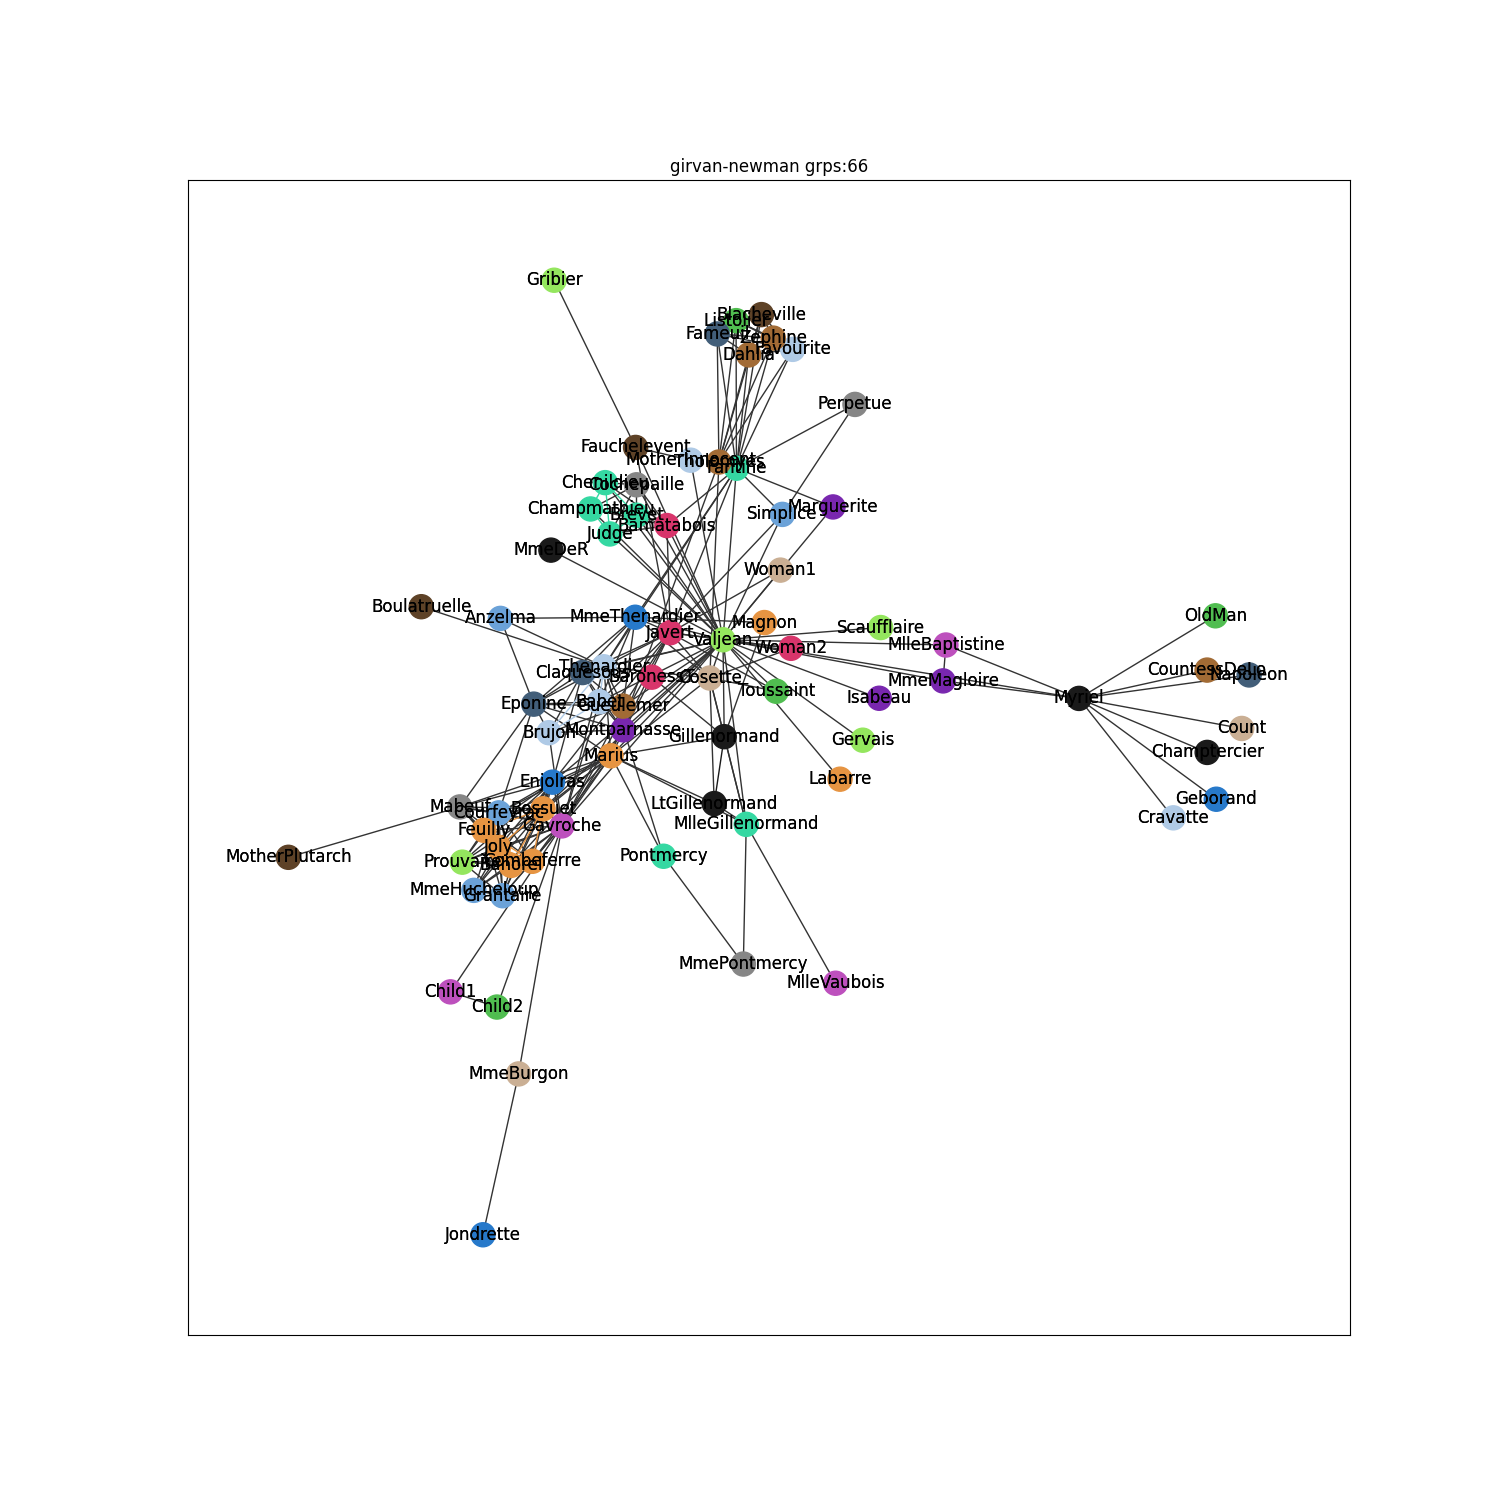 girvan-newman grps:66
Gribier
Blacheville
Listolier
Fameuil
Zephine
Favourite
Dahlia
Perpetue
Fauchelevent
MotherInnocent
Tholomyes
Fantine
Chenildieu
Cochepaille
Champmathieu
Marguerite
Simplice
Brevet
Bamatabois
Judge
MmeDeR
Woman1
Boulatruelle
Anzelma
MmeThenardier
Magnon
OldMan
Scaufflaire
Javert
Valjean
MlleBaptistine
Woman2
Thenardier
Claquesous
BaronessT
Cosette
CountessDeLo
Napoleon
MmeMagloire
Toussaint
Isabeau
Myriel
Eponine
Babet
Gueulemer
Count
Brujon
Montparnasse
Gillenormand
Gervais
Champtercier
Marius
Labarre
Enjolras
Geborand
LtGillenormand
Mabeuf
Bossuet
Courfeyrac
Cravatte
MlleGillenormand
Feuilly
Gavroche
Joly
MotherPlutarch
Pontmercy
Prouvaire
Combeferre
Bahorel
MmeHucheloup
Grantaire
MmePontmercy
MlleVaubois
Child1
Child2
MmeBurgon
Jondrette